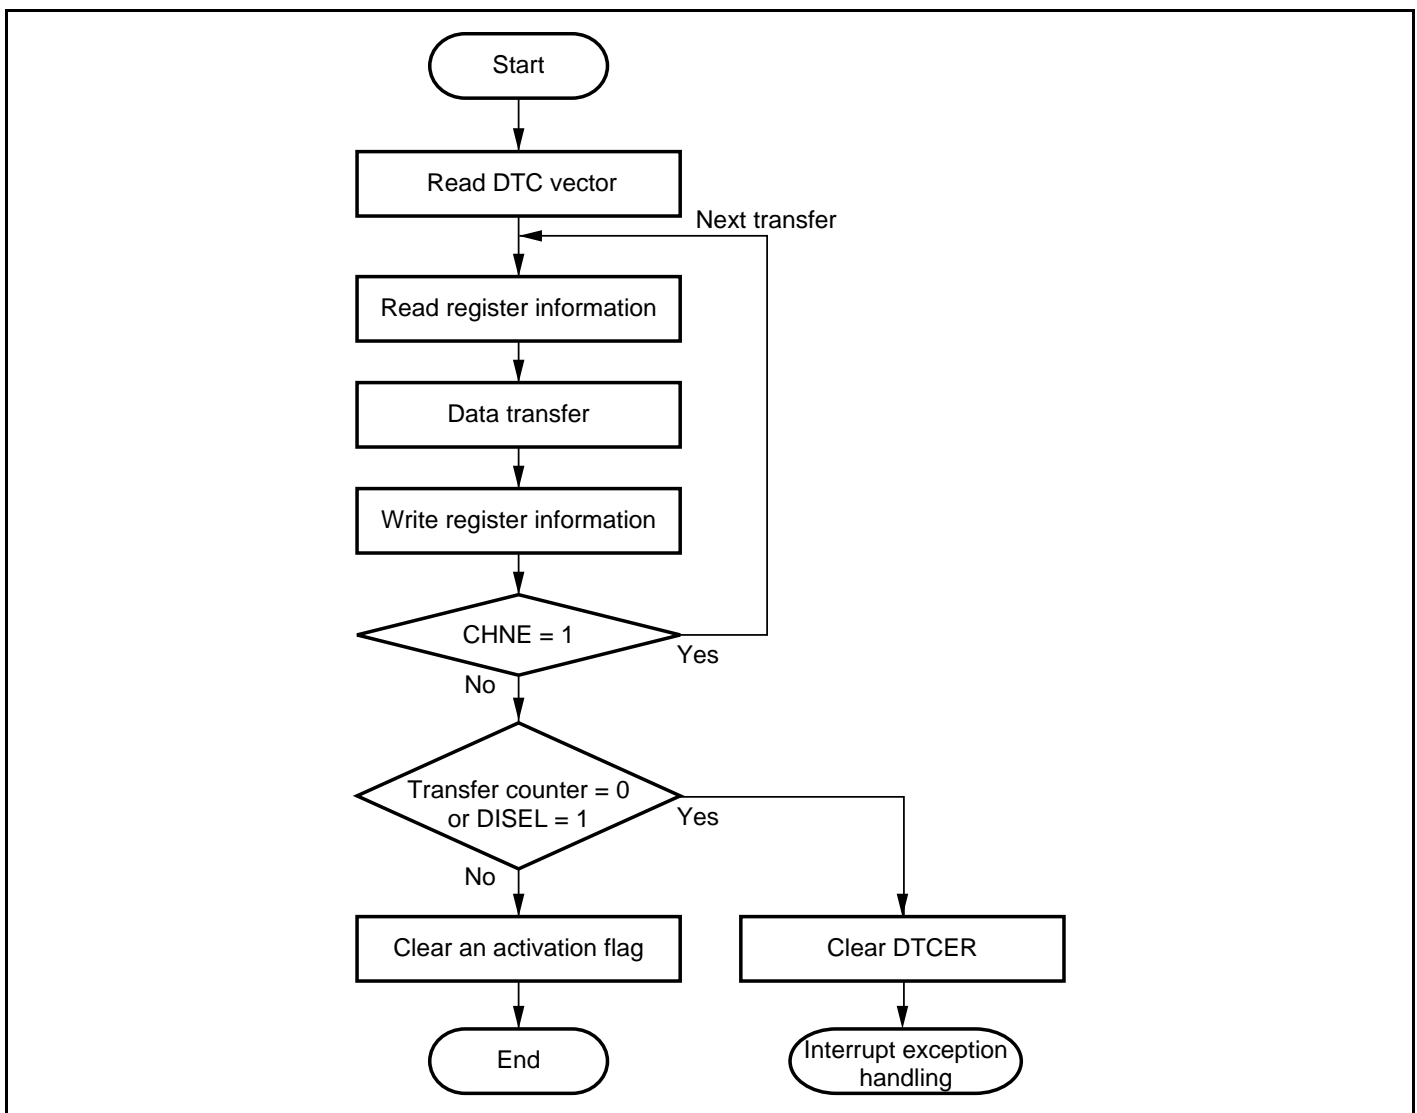 Start
Read DTC vector
Next transfer
Read register information
Data transfer
Write register information
CHNE = 1
Yes
No
Transfer counter = 0
or DISEL = 1
Yes
No
Clear an activation flag
Clear DTCER
End
Interrupt exception
handling